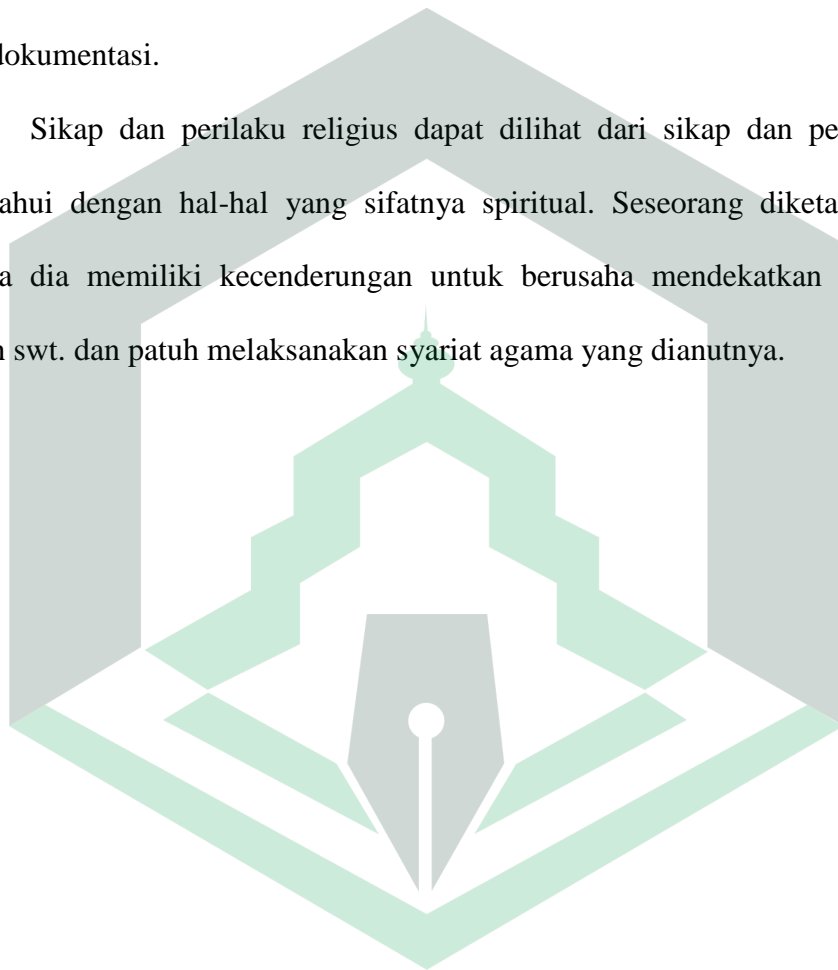 dokumentasi.
Sikap dan perilaku religius dapat dilihat dari sikap dan pe
ahui dengan hal-hal yang sifatnya spiritual. Seseorang diketa
a dia memiliki kecenderungan untuk berusaha mendekatkan
swt. dan patuh melaksanakan syariat agama yang dianutnya.